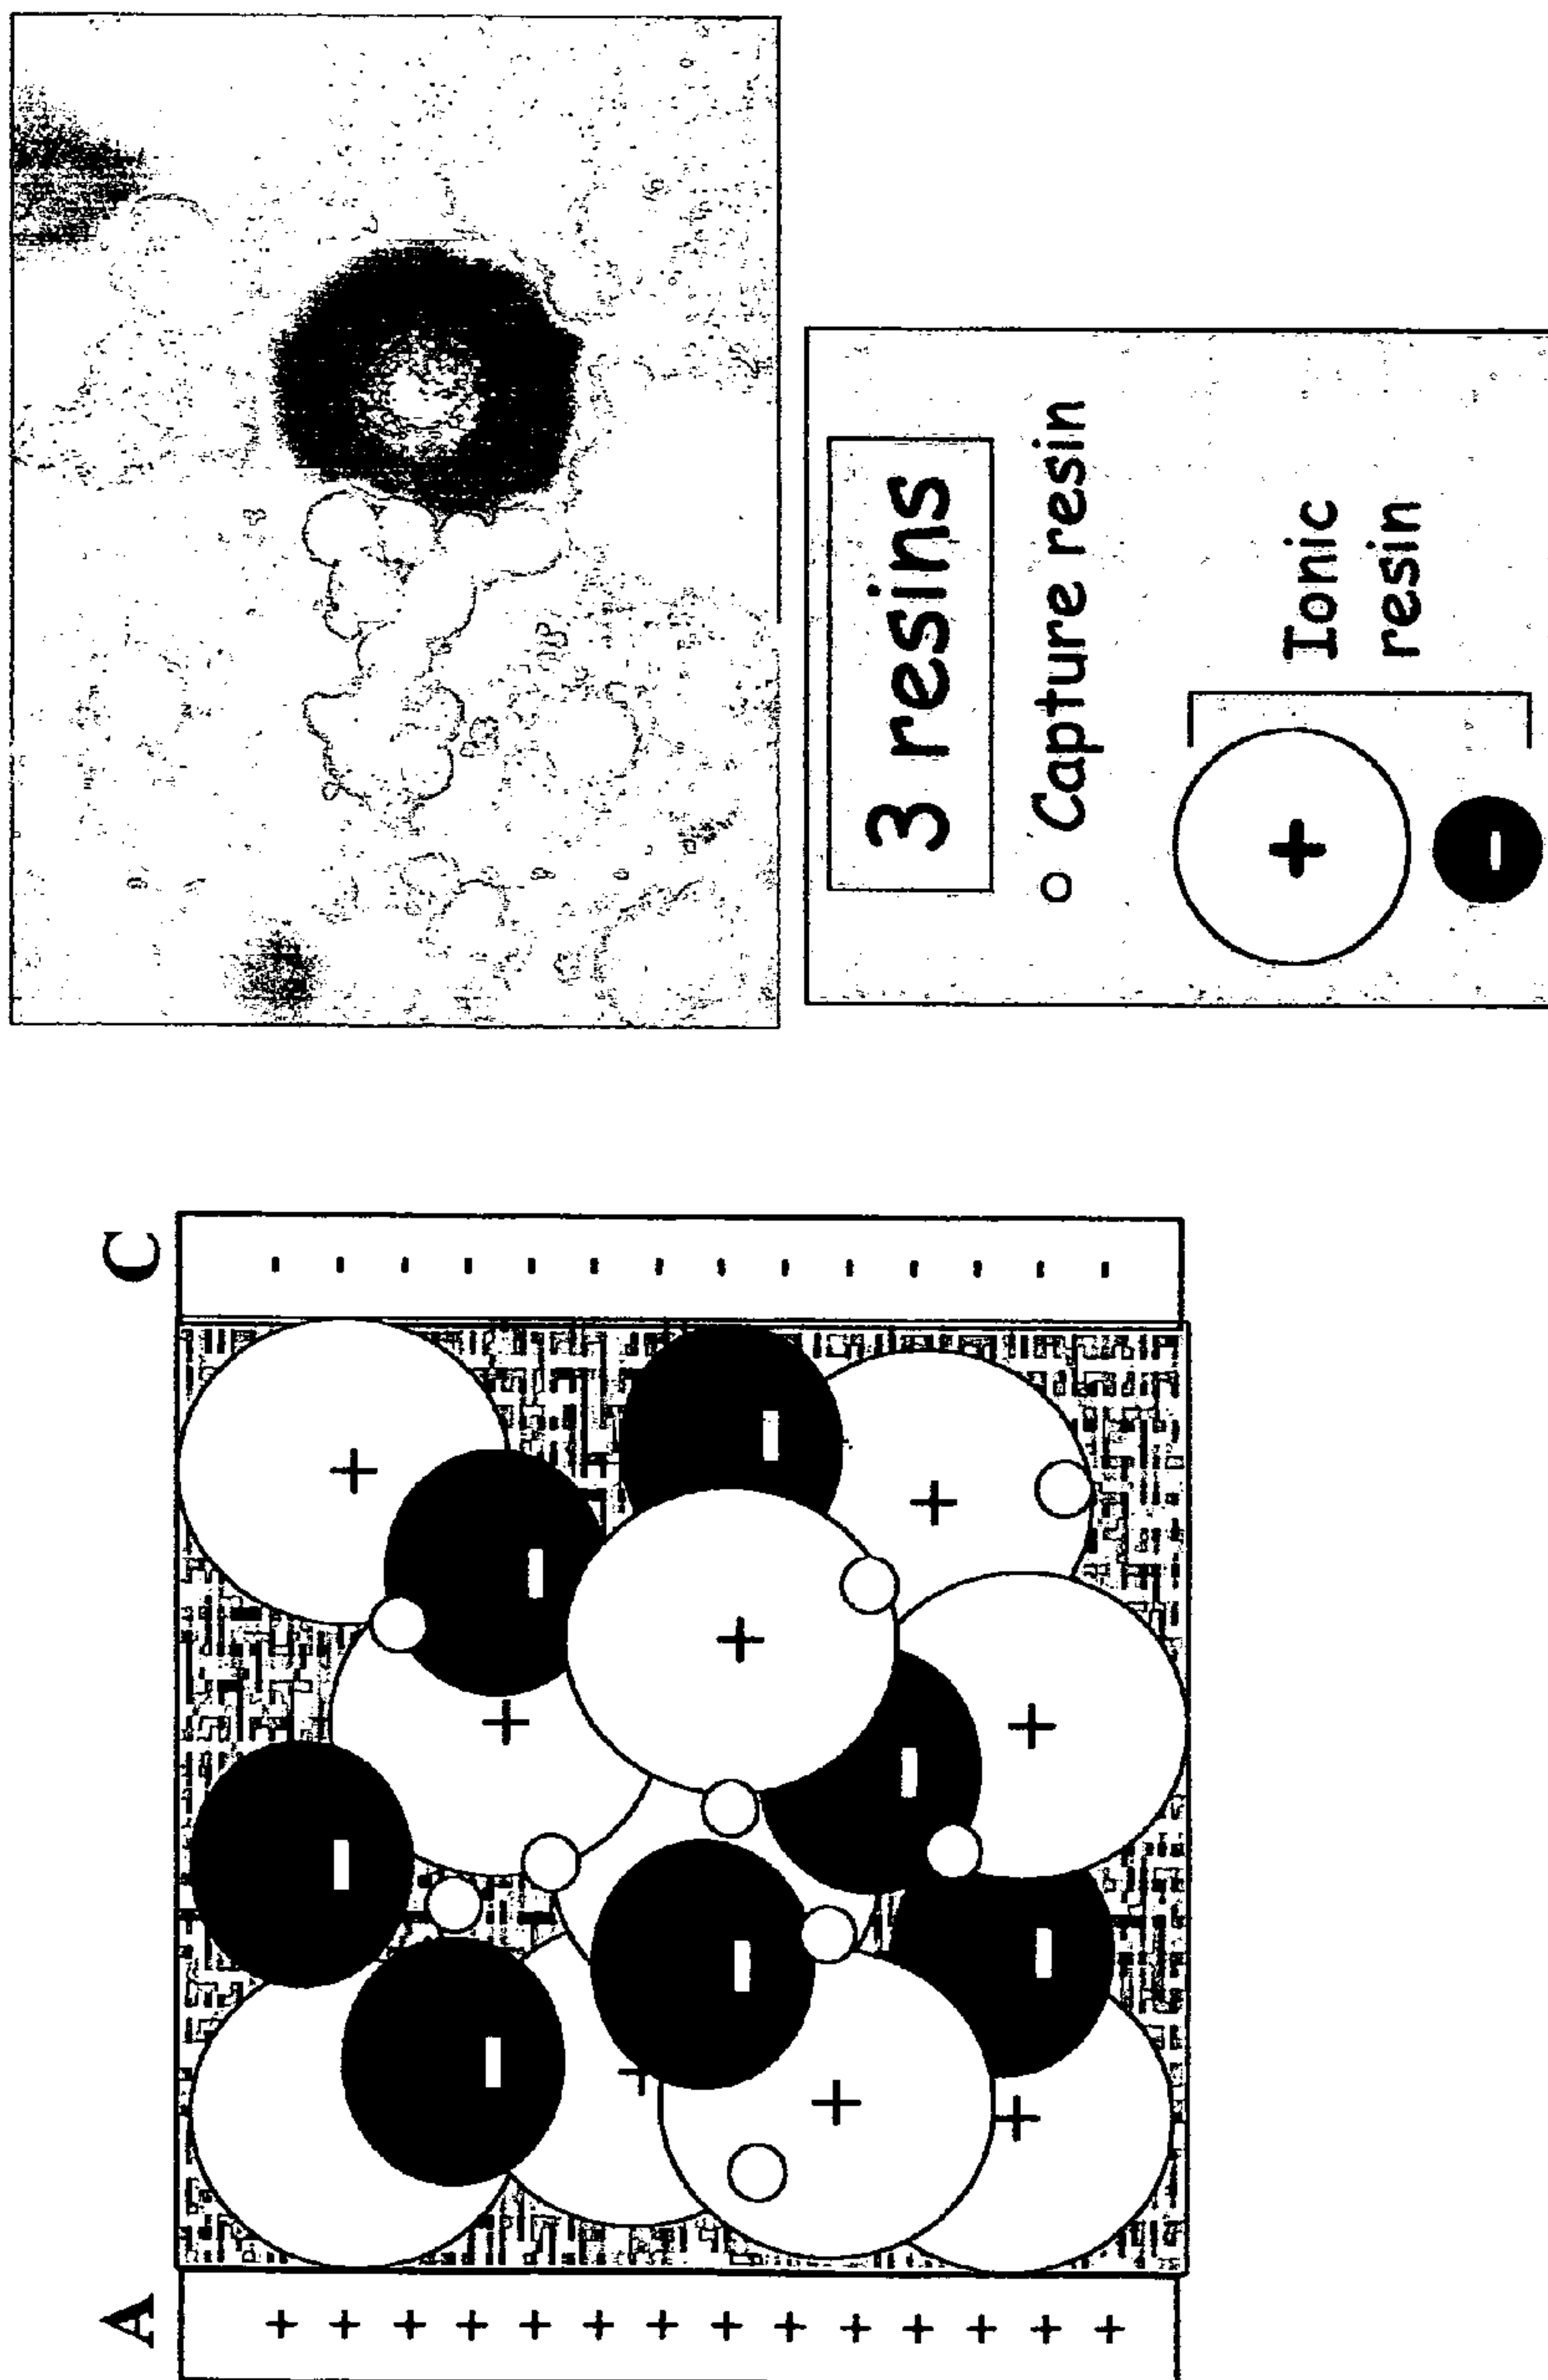 A
C
3 resins
Capture resin
+
-
Ionic
resin